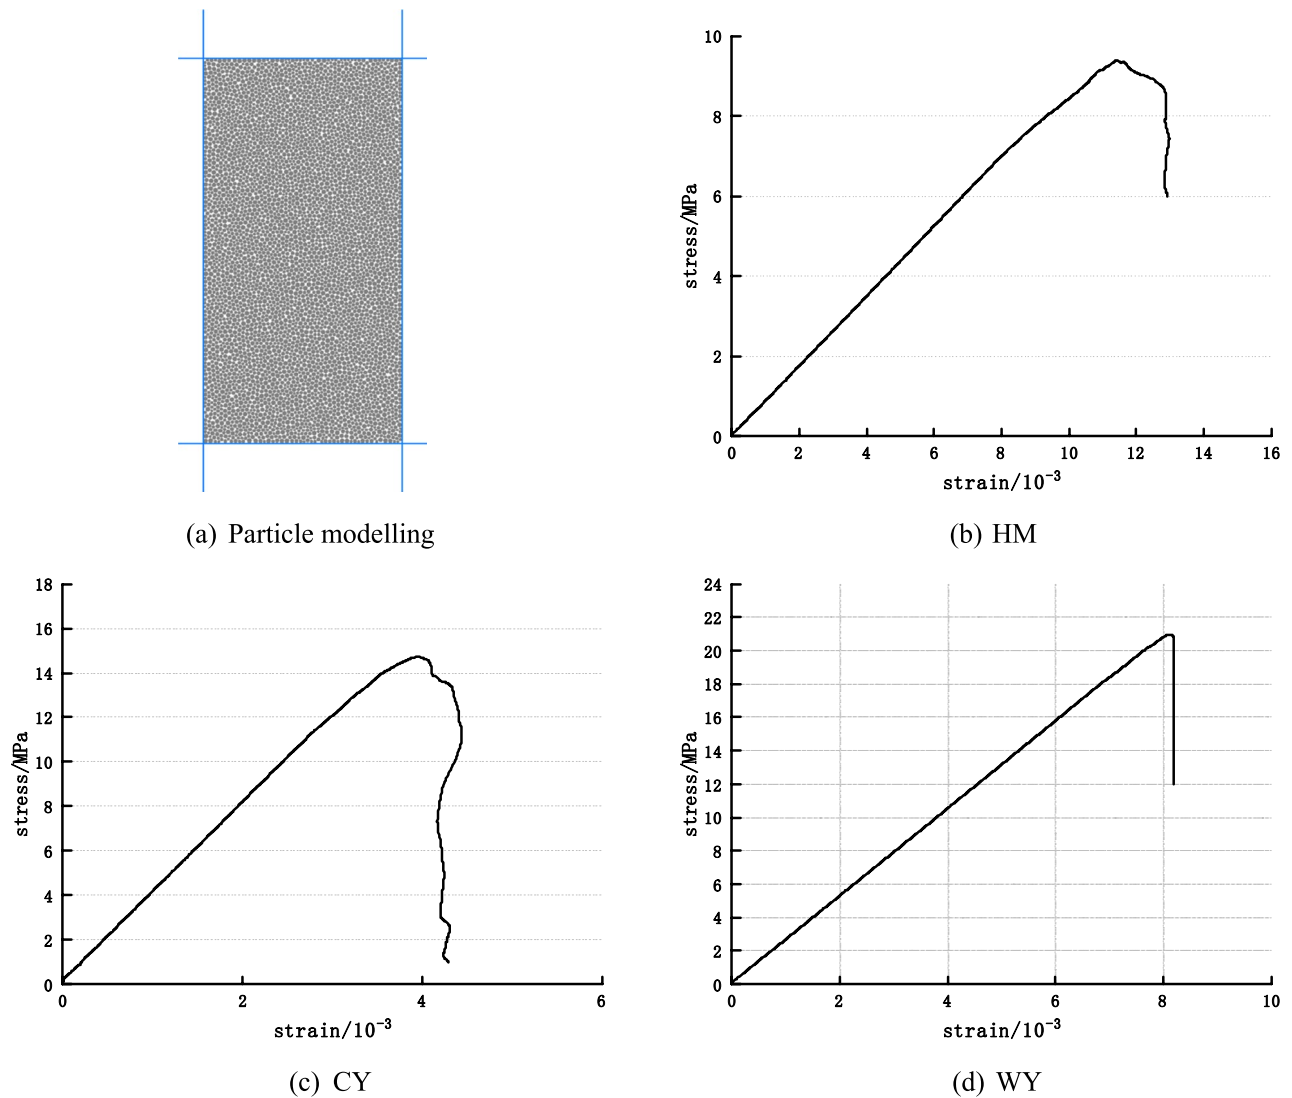 10
8
6
4
2
0
stress/MPa
0 2 4 6 8 10 12 14 16
strain/10⁻³
(a) Particle modelling
(b) HM
18
16
14
12
10
8
6
4
2
0
stress/MPa
0 2 4 6
strain/10⁻³
24
22
20
18
16
14
12
10
8
6
4
2
0
stress/MPa
0 2 4 6 8 10
strain/10⁻³
(c) CY
(d) WY